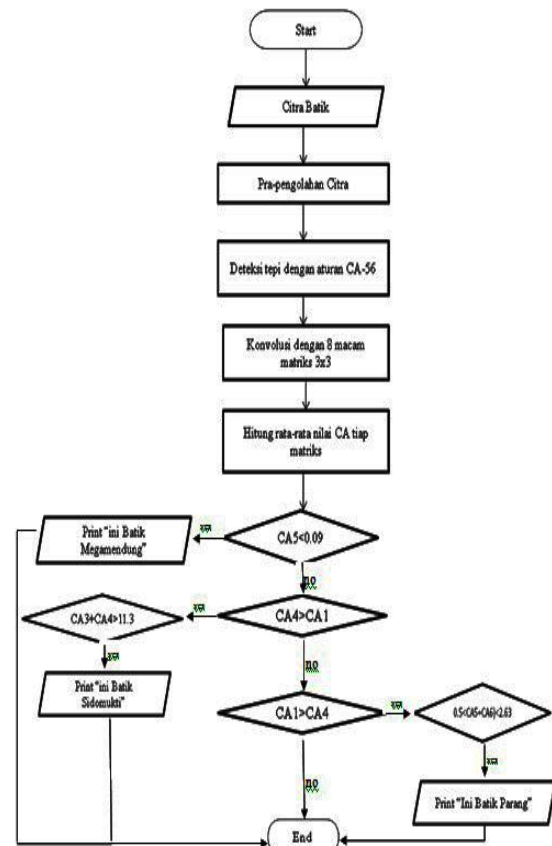 Start
Citra Batik
Pra-pengolahan Citra
Deteksi tepi dengan aturan CA-56
Konvolusi dengan 8 macam
matriks 3x3
Hitung rata-rata nilai CA tiap
matriks
CA5<0.09
Print "ini Batik
Megamendung"
no
CA4>CA1
CA3+CA4>11.3
no
Print "ini Batik
Sidomukti"
CA1>CA4
0.5<CA5+CA6)<2.63
no
Print "Ini Batik Parang"
End